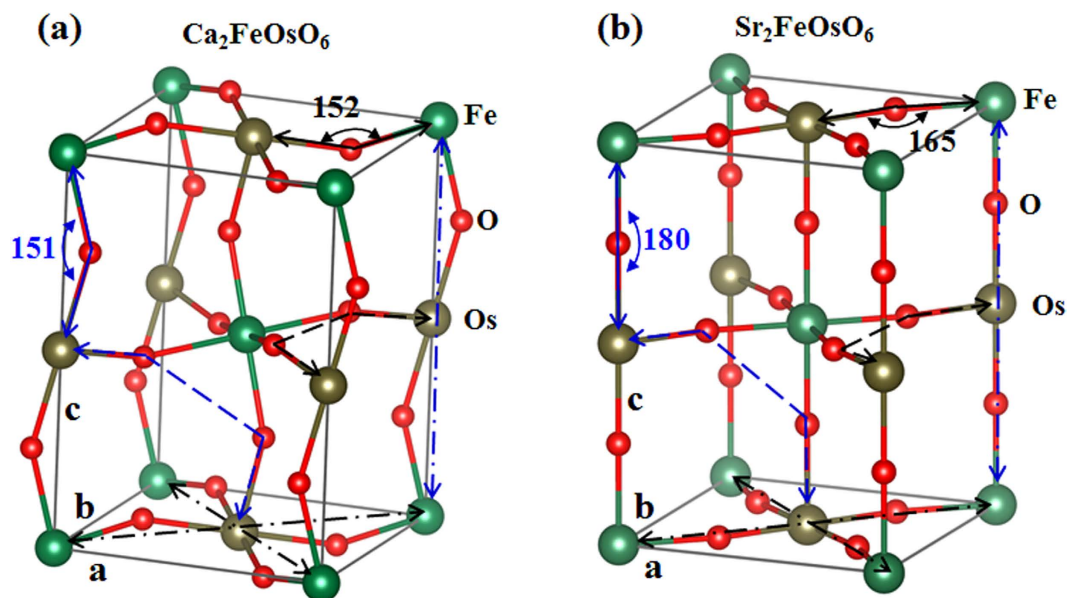 (a)
Ca₂FeOsO₆
152
Fe
151
O
Os
c
b
a
(b)
Sr₂FeOsO₆
165
Fe
180
O
Os
c
b
a